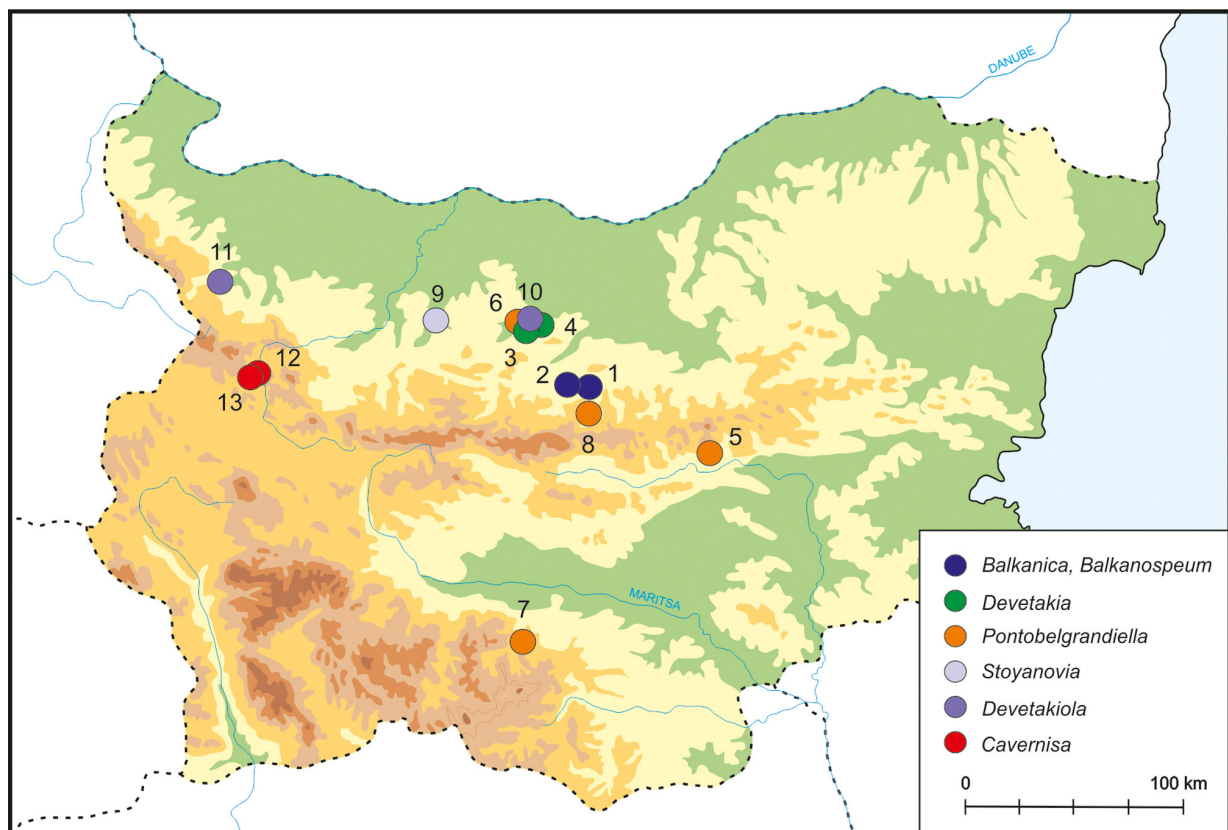 DANUBE
11
9
6
10
4
3
12
13
2
1
8
5
7
MARITSA
Balkanica, Balkanospeum
Devetakia
Pontobelgrandiella
Stoyanovia
Devetakiola
Cavernisa
0
100 km